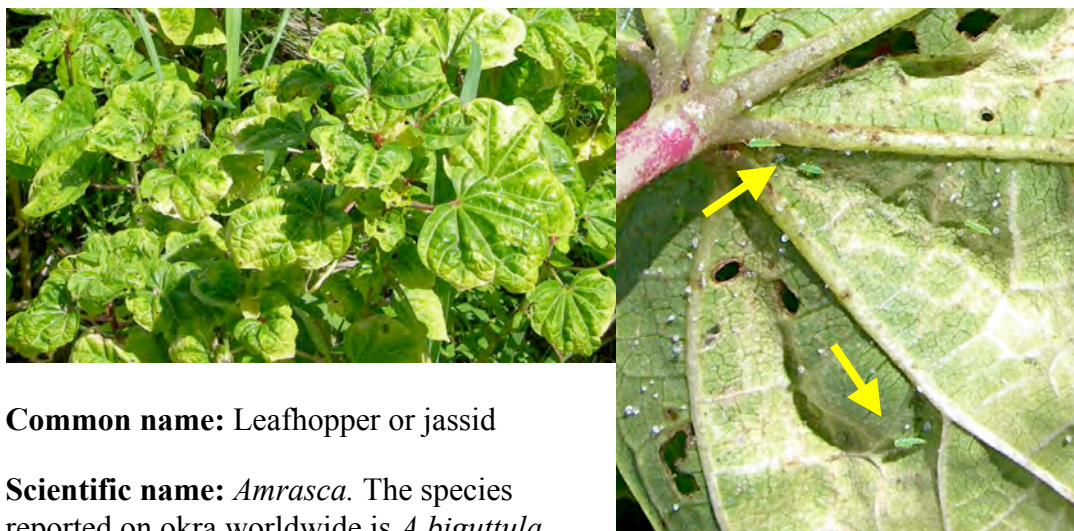 Common name: Leafhopper or jassid
Scientific name: Amrasca. The species
reported on okra worldwide is A biguttula